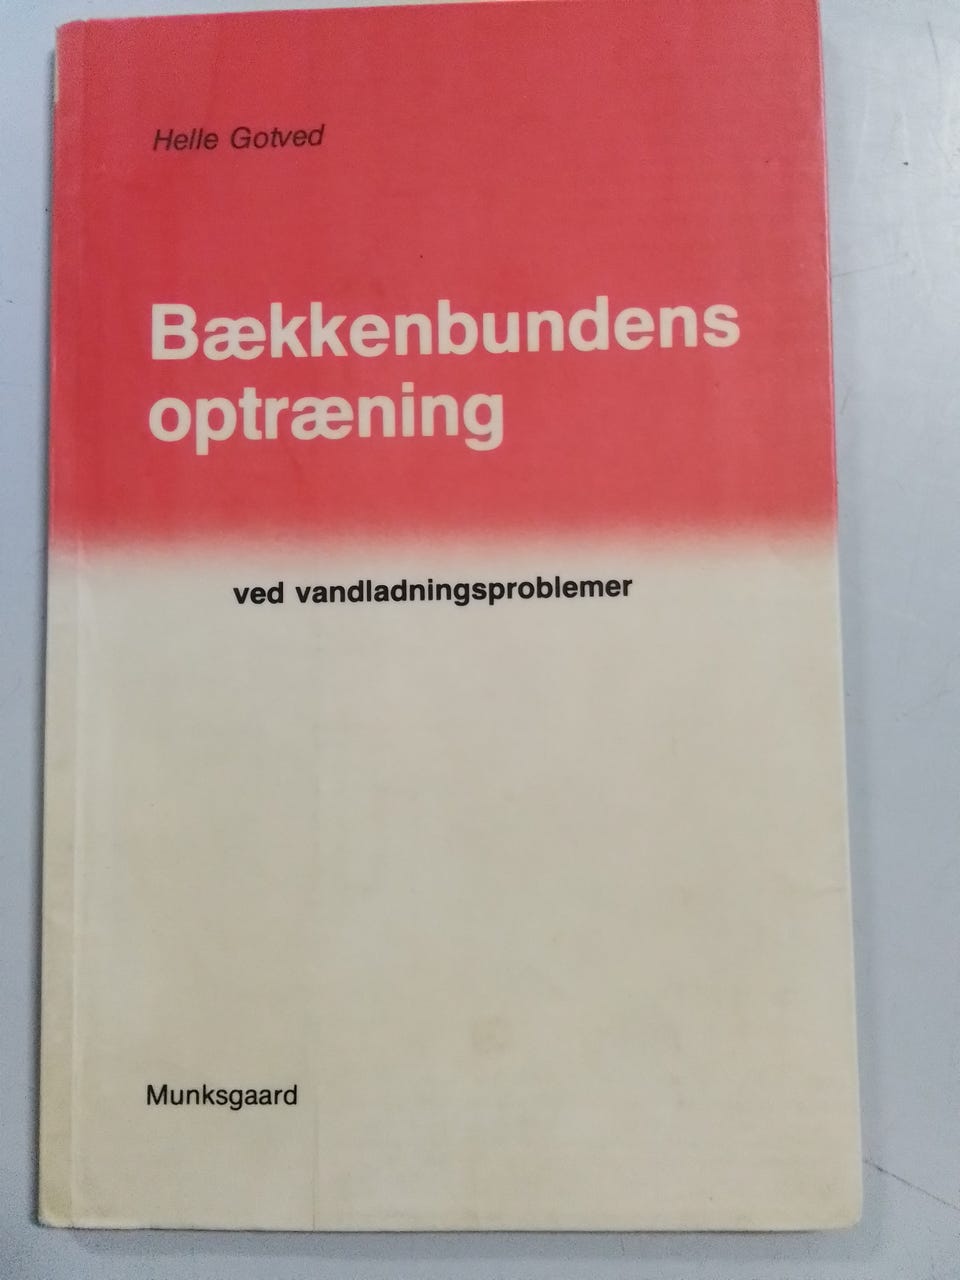 Helle Gotved
Bækkenbundens
optræning
ved vandladningsproblemer
Munksgaard